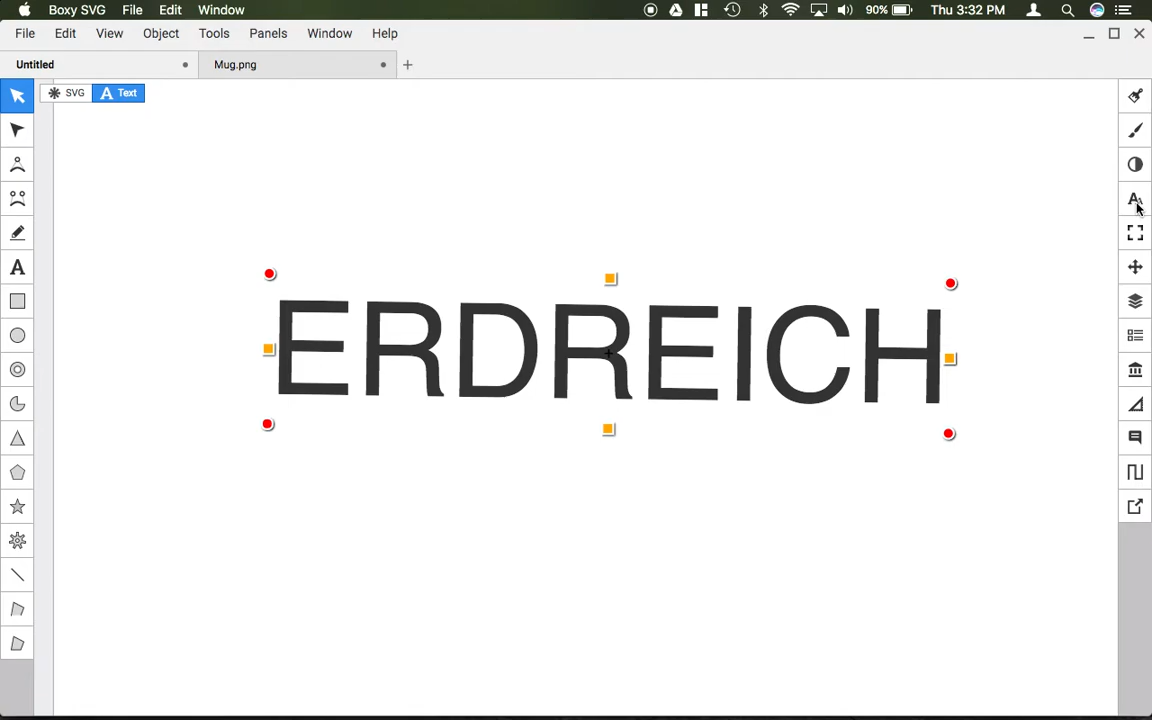 Boxy SVG File Edit Window 90% Thu 3:32 PM
File Edit View Object Tools Panels Window Help
Untitled Mug.png
SVG Text
ERDREICH